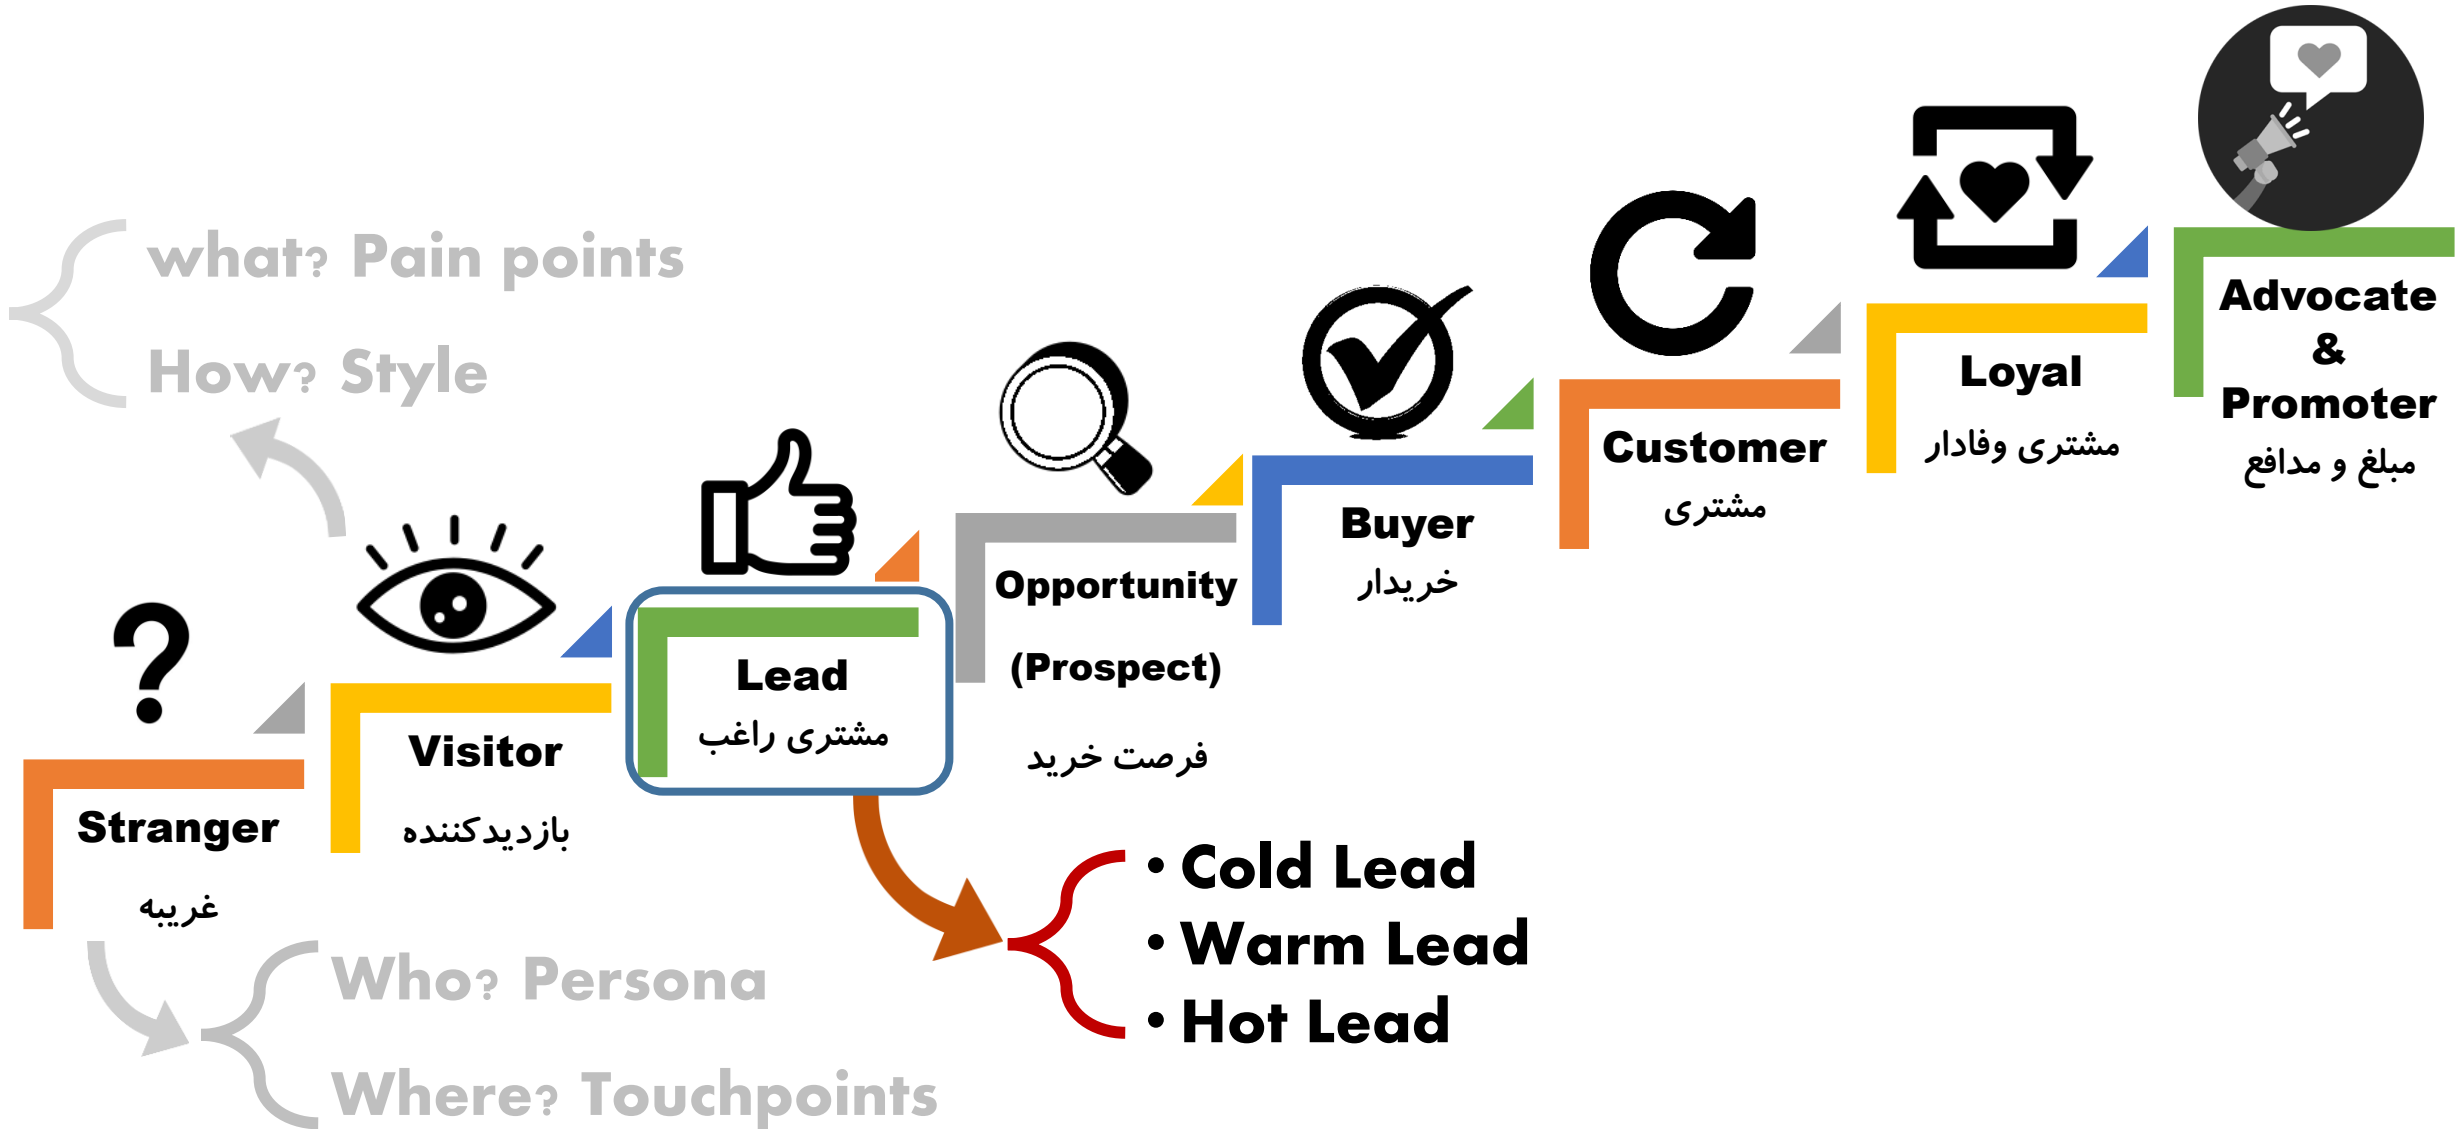 what? Pain points
How? Style
Stranger
غریبه
Who? Persona
Where? Touchpoints
Visitor
بازدیدکننده
Lead
مشتری راغب
• Cold Lead
• Warm Lead
• Hot Lead
Opportunity
(Prospect)
فرصت خرید
Buyer
خریدار
Customer
مشتری
Loyal
مشتری وفادار
Advocate
&
Promoter
مبلغ و مدافع